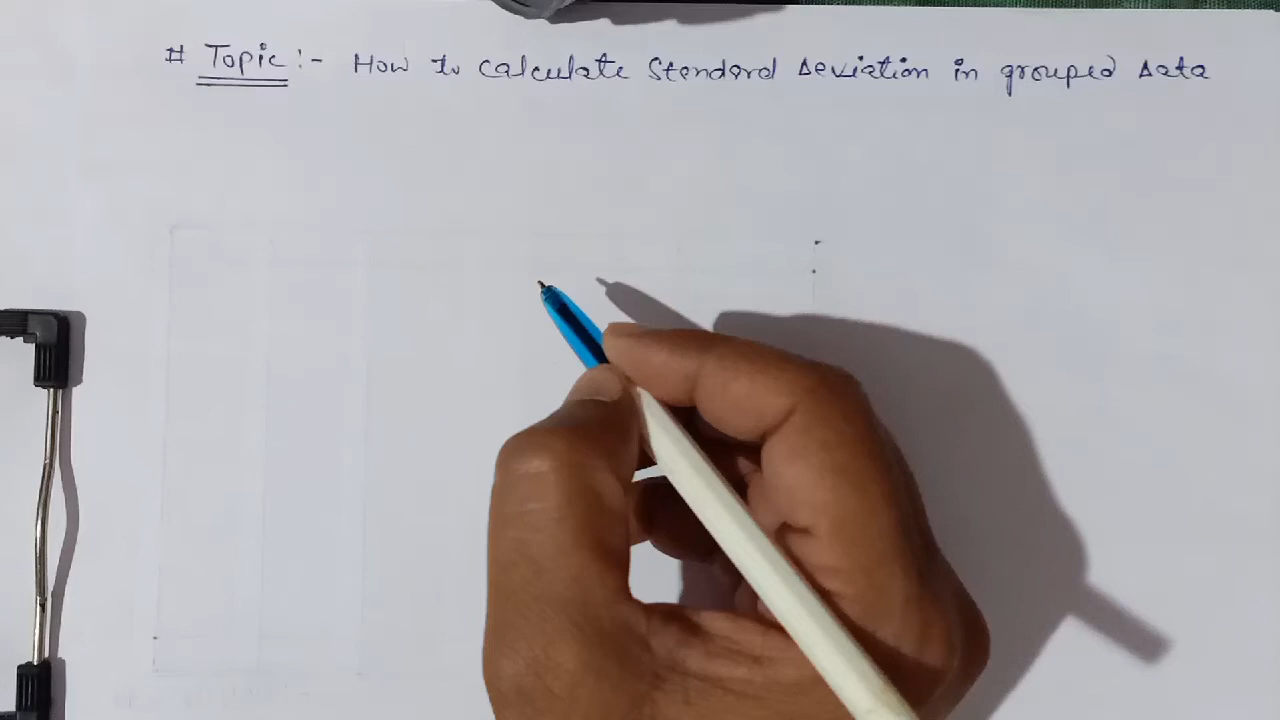 # Topic :- How to calculate Standard Deviation in grouped Data